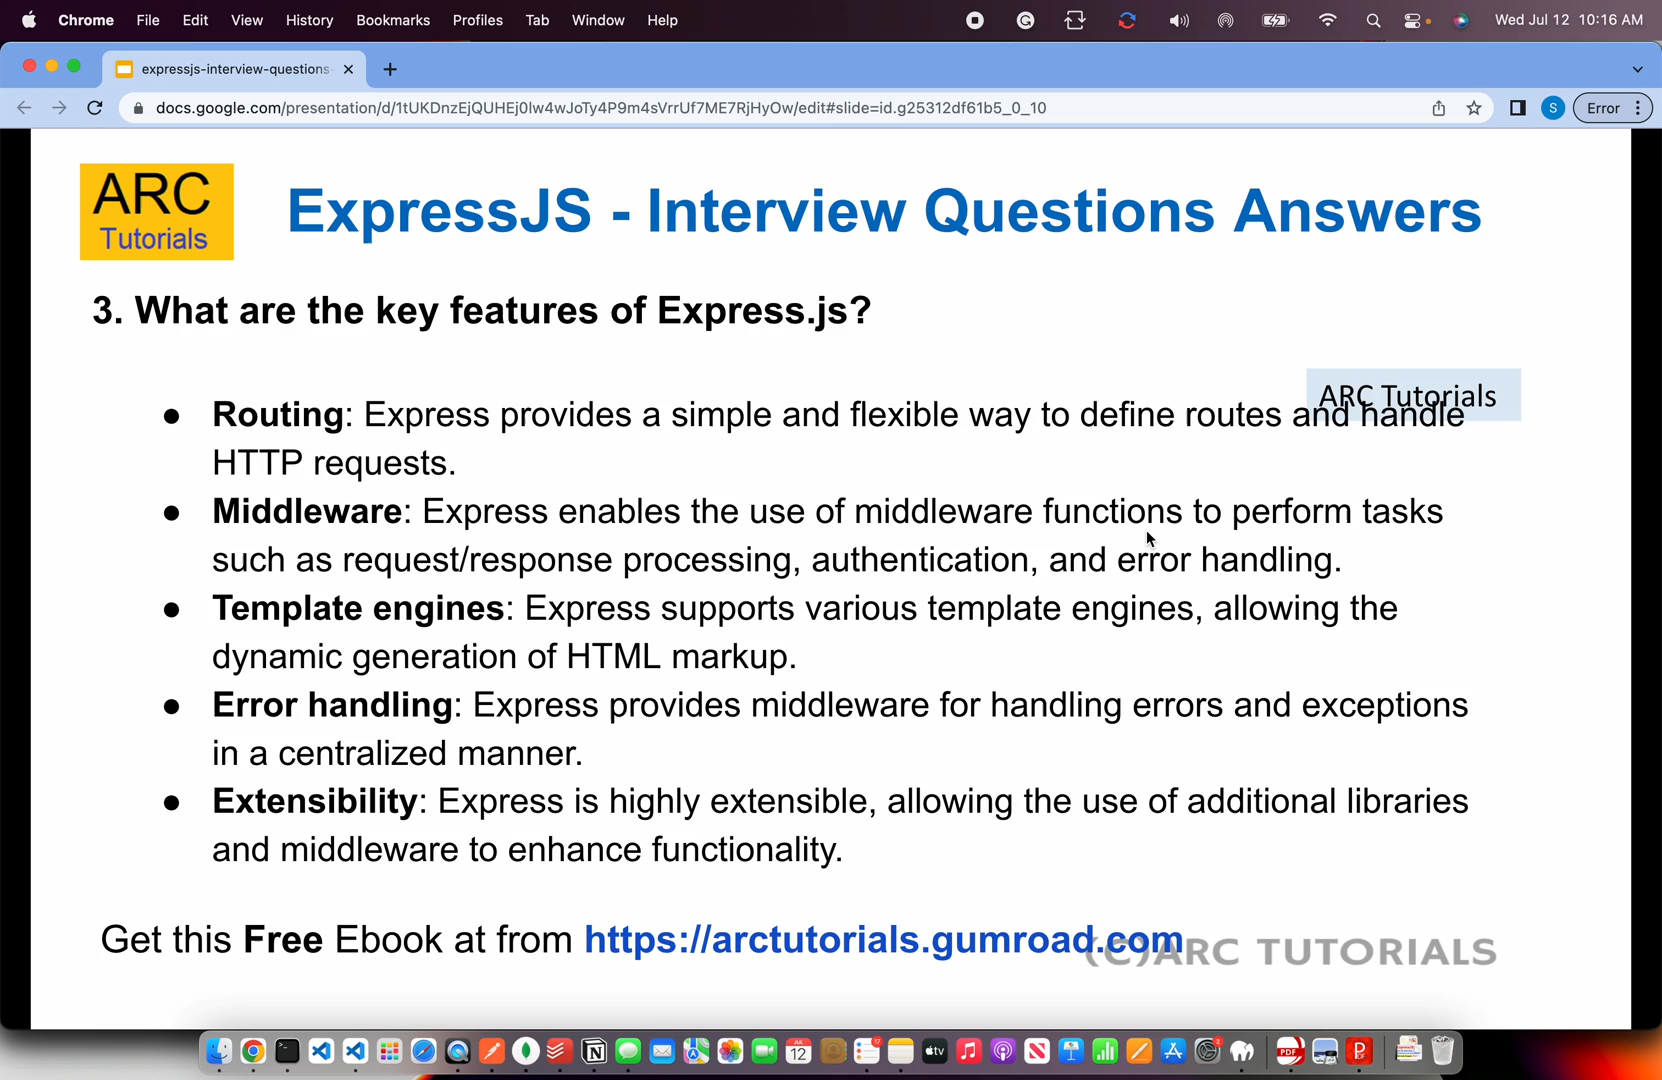 Chrome File Edit View History Bookmarks Profiles Tab Window Help Wed Jul 12 10:16 AM
expressjs-interview-questions
docs.google.com/presentation/d/1tUKDnzEjQUHEj0lw4wJoTy4P9m4sVrrUf7ME7RjHyOw/edit#slide=id.g25312df61b5_0_10 S Error
ARC
Tutorials
ExpressJS - Interview Questions Answers
3. What are the key features of Express.js?
ARC Tutorials
● Routing: Express provides a simple and flexible way to define routes and handle
HTTP requests.
● Middleware: Express enables the use of middleware functions to perform tasks
such as request/response processing, authentication, and error handling.
● Template engines: Express supports various template engines, allowing the
dynamic generation of HTML markup.
● Error handling: Express provides middleware for handling errors and exceptions
in a centralized manner.
● Extensibility: Express is highly extensible, allowing the use of additional libraries
and middleware to enhance functionality.
Get this Free Ebook at from https://arctutorials.gumroad.com
(C)ARC TUTORIALS
JUL
12
17
tv
2
PDF